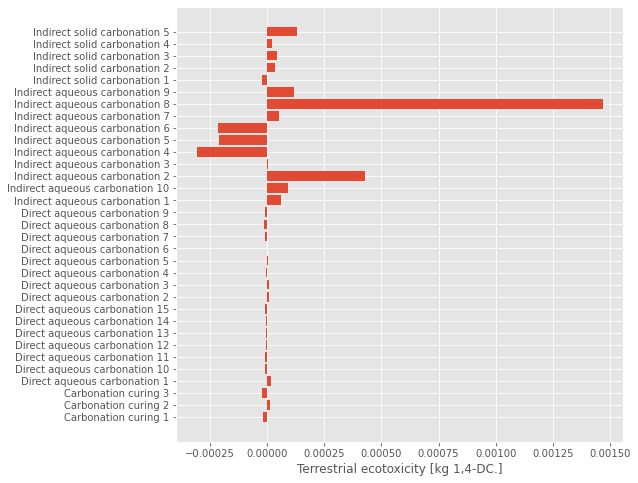 Indirect solid carbonation 5
Indirect solid carbonation 4
Indirect solid carbonation 3
Indirect solid carbonation 2
Indirect solid carbonation 1
Indirect aqueous carbonation 9
Indirect aqueous carbonation 8
Indirect aqueous carbonation 7
Indirect aqueous carbonation 6
Indirect aqueous carbonation 5
Indirect aqueous carbonation 4
Indirect aqueous carbonation 3
Indirect aqueous carbonation 2
Indirect aqueous carbonation 10
Indirect aqueous carbonation 1
Direct aqueous carbonation 9
Direct aqueous carbonation 8
Direct aqueous carbonation 7
Direct aqueous carbonation 6
Direct aqueous carbonation 5
Direct aqueous carbonation 4
Direct aqueous carbonation 3
Direct aqueous carbonation 2
Direct aqueous carbonation 15
Direct aqueous carbonation 14
Direct aqueous carbonation 13
Direct aqueous carbonation 12
Direct aqueous carbonation 11
Direct aqueous carbonation 10
Direct aqueous carbonation 1
Carbonation curing 3
Carbonation curing 2
Carbonation curing 1
−0.00025 0.00000 0.00025 0.00050 0.00075 0.00100 0.00125 0.00150
Terrestrial ecotoxicity [kg 1,4-DC.]